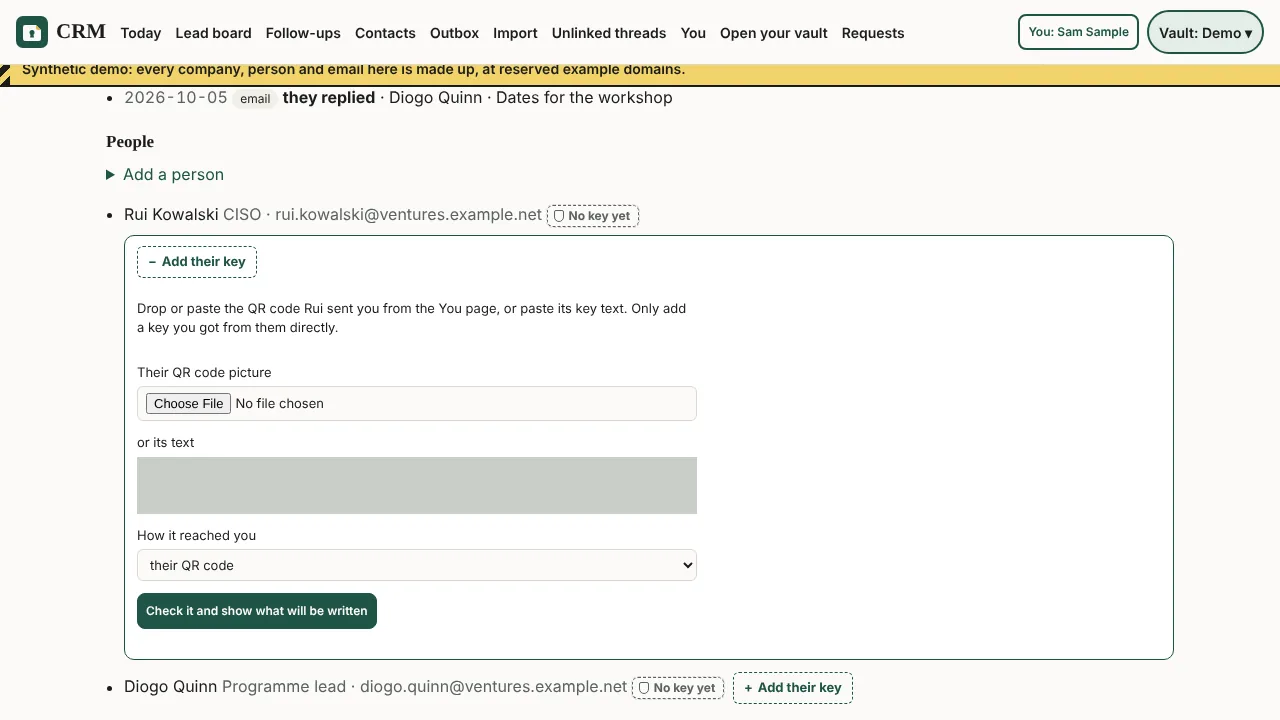 CRM Today Lead board Follow-ups Contacts Outbox Import Unlinked threads You Open your vault Requests You: Sam Sample Vault: Demo ▾
Synthetic demo: every company, person and email here is made up, at reserved example domains.
• 2026-10-05 email they replied · Diogo Quinn · Dates for the workshop
People
▶ Add a person
• Rui Kowalski CISO · rui.kowalski@ventures.example.net No key yet
− Add their key
Drop or paste the QR code Rui sent you from the You page, or paste its key text. Only add
a key you got from them directly.
Their QR code picture
Choose File No file chosen
or its text
How it reached you
their QR code
Check it and show what will be written
• Diogo Quinn Programme lead · diogo.quinn@ventures.example.net No key yet + Add their key